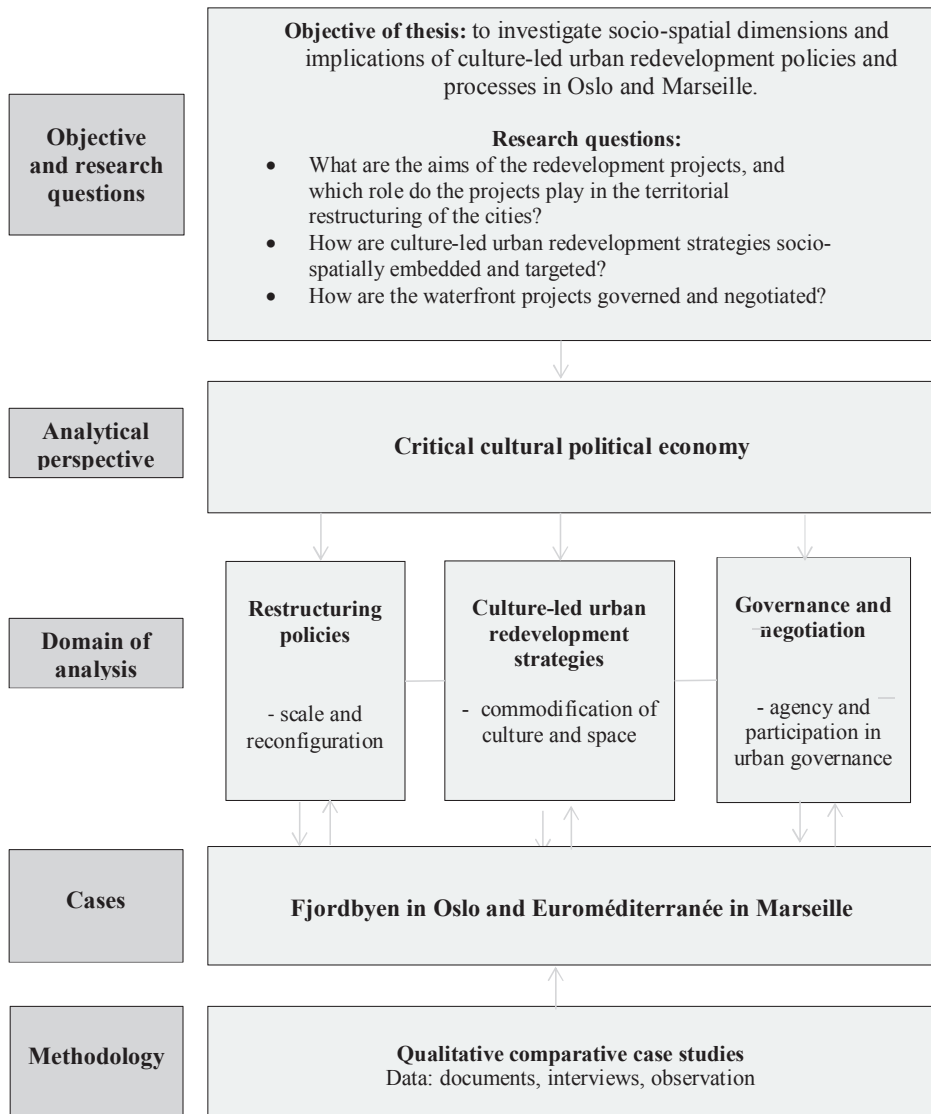 Objective
and research
questions
Objective of thesis: to investigate socio-spatial dimensions and
implications of culture-led urban redevelopment policies and
processes in Oslo and Marseille.
Research questions:
• What are the aims of the redevelopment projects, and
which role do the projects play in the territorial
restructuring of the cities?
• How are culture-led urban redevelopment strategies socio-
spatially embedded and targeted?
• How are the waterfront projects governed and negotiated?
Analytical
perspective
Critical cultural political economy
Domain of
analysis
Restructuring
policies
- scale and
reconfiguration
Culture-led urban
redevelopment
strategies
- commodification of
culture and space
Governance and
negotiation
- agency and
participation in
urban governance
Cases
Fjordbyen in Oslo and Euroméditerranée in Marseille
Methodology
Qualitative comparative case studies
Data: documents, interviews, observation